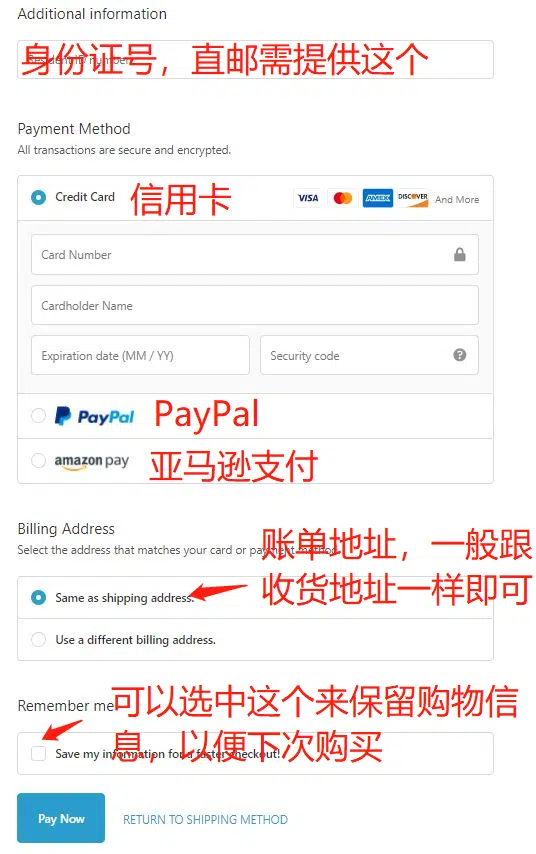 Additional information
Resident ID number
身份证号，直邮需提供这个
Payment Method
All transactions are secure and encrypted.
Credit Card 信用卡 VISA AMEX DISCOVER And More
Card Number
Cardholder Name
Expiration date (MM / YY) Security code ?
PayPal PayPal
amazon pay 亚马逊支付
Billing Address
Select the address that matches your card or payment method.
账单地址，一般跟
收货地址一样即可
Same as shipping address.
Use a different billing address.
Remember me
可以选中这个来保留购物信
息，以便下次购买
Save my information for a faster checkout!
Pay Now RETURN TO SHIPPING METHOD